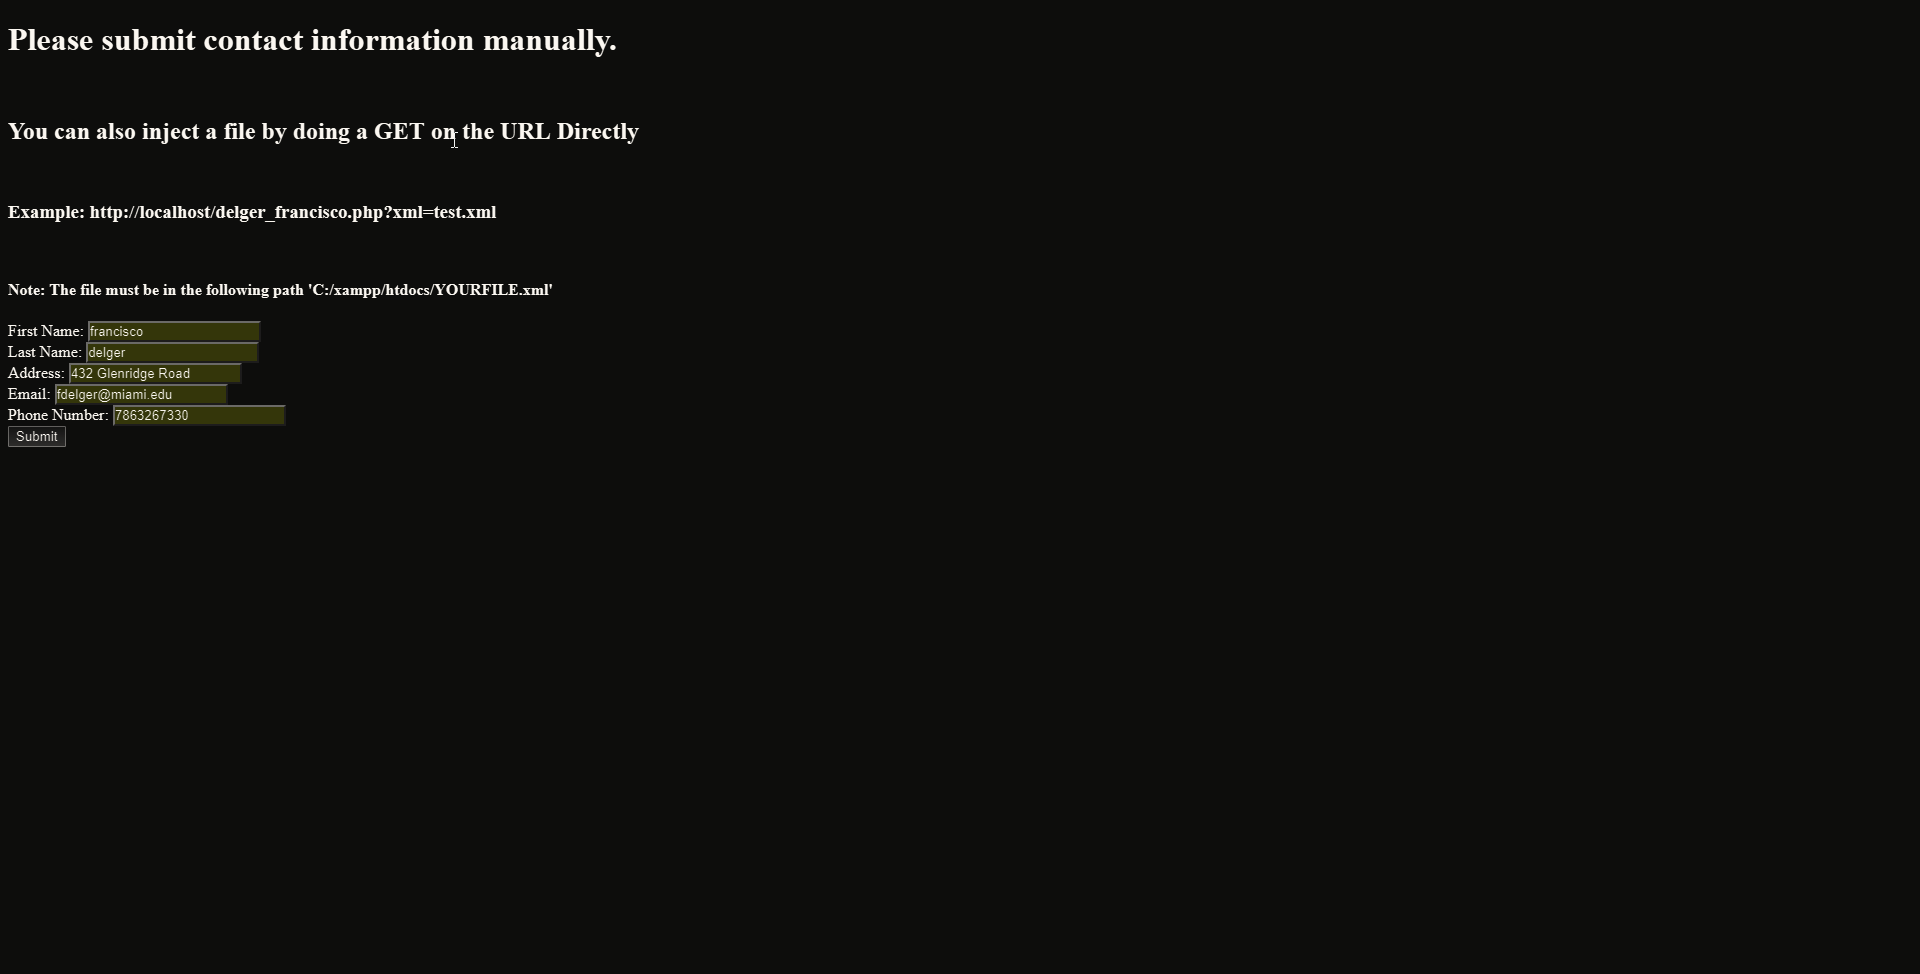 Please submit contact information manually.
You can also inject a file by doing a GET on the URL Directly
Example: http://localhost/delger_francisco.php?xml=test.xml
Note: The file must be in the following path 'C:/xampp/htdocs/YOURFILE.xml'
First Name: francisco
Last Name: delger
Address: 432 Glenridge Road
Email: fdelger@miami.edu
Phone Number: 7863267330
Submit